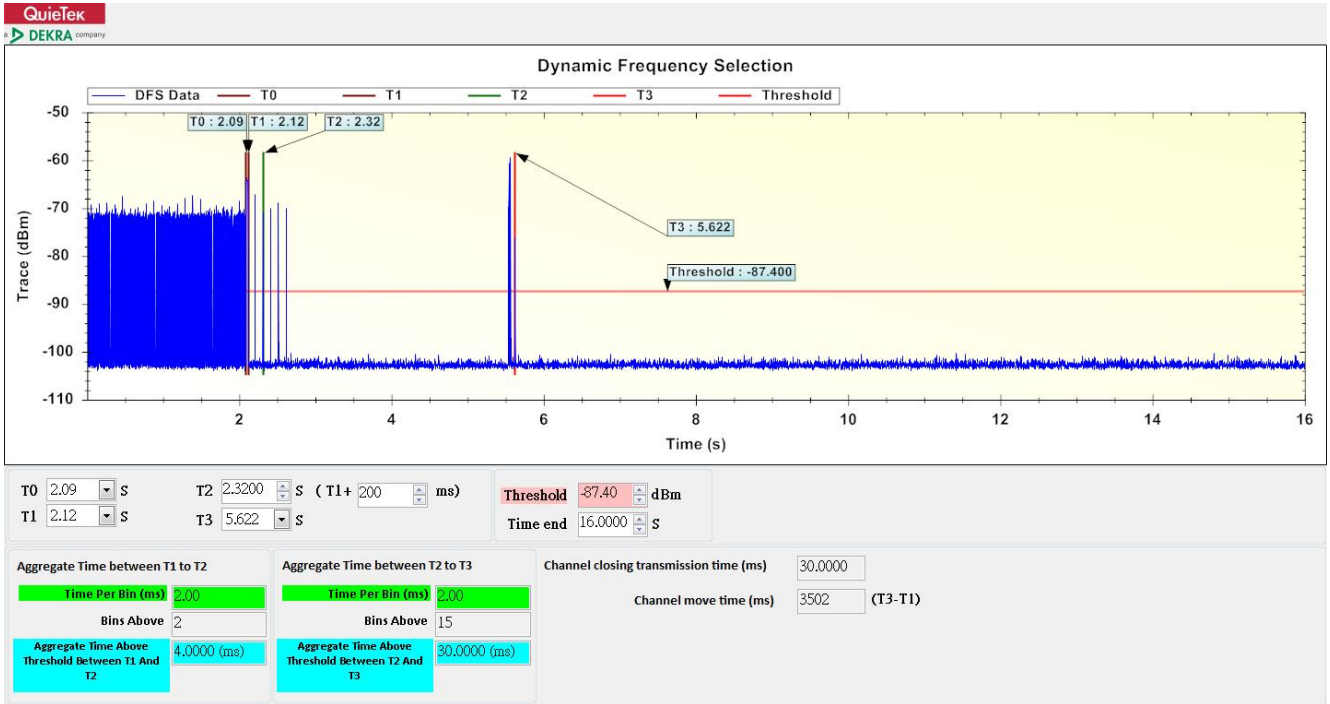 QuieTek
a DEKRA company
Dynamic Frequency Selection
DFS Data T0 T1 T2 T3 Threshold
-50
T0 : 2.09 T1 : 2.12 T2 : 2.32
-60
-70
T3 : 5.622
-80
Threshold : -87.400
-90
-100
-110
Trace (dBm)
2 4 6 8 10 12 14 16
Time (s)
T0 2.09 S T2 2.3200 S ( T1+ 200 ms)
T1 2.12 S T3 5.622 S
Threshold -87.40 dBm
Time end 16.0000 S
Aggregate Time between T1 to T2
Time Per Bin (ms) 2.00
Bins Above 2
Aggregate Time Above
Threshold Between T1 And
T2
4.0000 (ms)
Aggregate Time between T2 to T3
Time Per Bin (ms) 2.00
Bins Above 15
Aggregate Time Above
Threshold Between T2 And
T3
30.0000 (ms)
Channel closing transmission time (ms) 30.0000
Channel move time (ms) 3502 (T3-T1)